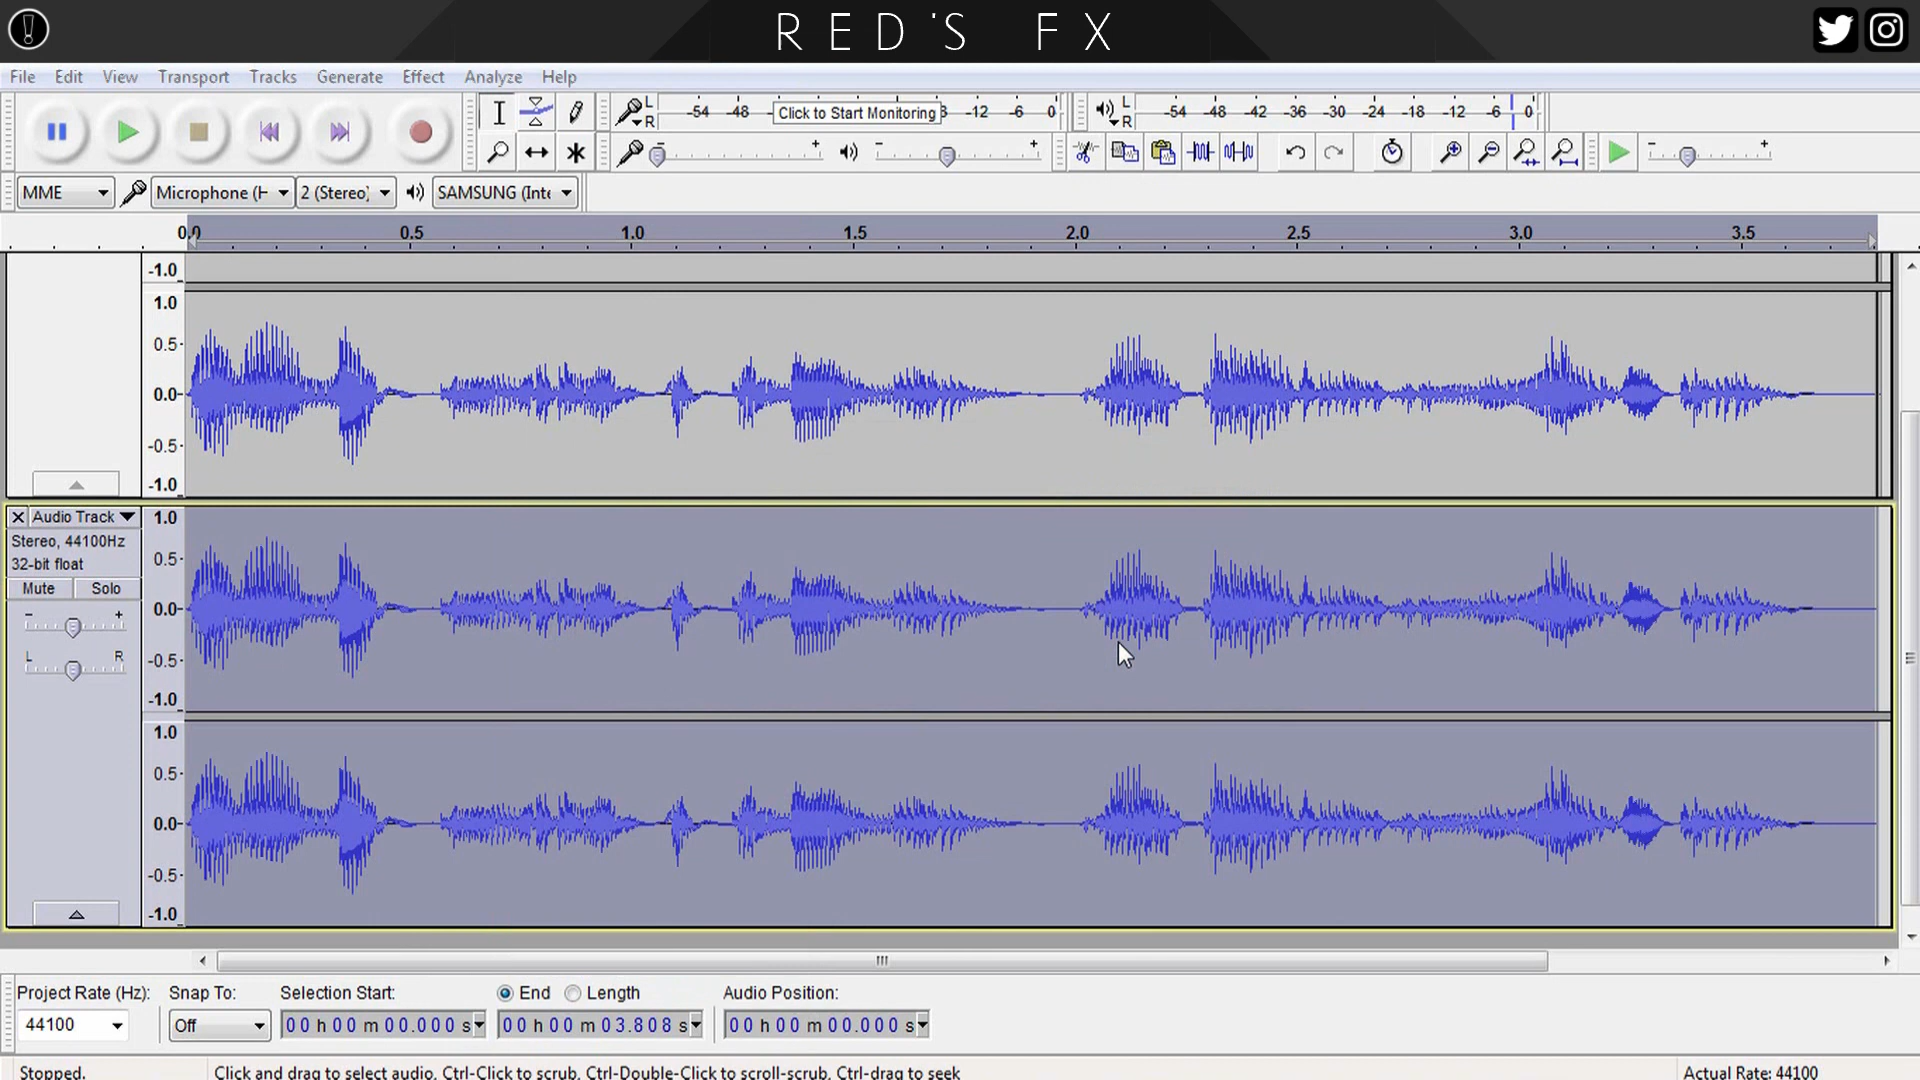 RED'S FX
File Edit View Transport Tracks Generate Effect Analyze Help
L
R
-54 -48 Click to Start Monitoring -12 -6 0
L
R
-54 -48 -42 -36 -30 -24 -18 -12 -6 0
- + - + - +
MME Microphone (H 2 (Stereo) SAMSUNG (Inte
0.0 0.5 1.0 1.5 2.0 2.5 3.0 3.5
-1.0
1.0
0.5
0.0
-0.5
-1.0
Audio Track 1.0
Stereo, 44100Hz
32-bit float 0.5
Mute Solo
- + 0.0
L R -0.5
-1.0
1.0
0.5
0.0
-0.5
-1.0
Project Rate (Hz): Snap To: Selection Start: End Length Audio Position:
44100 Off 00 h 00 m 00.000 s 00 h 00 m 03.808 s 00 h 00 m 00.000 s
Stopped. Click and drag to select audio, Ctrl-Click to scrub, Ctrl-Double-Click to scroll-scrub, Ctrl-drag to seek Actual Rate: 44100